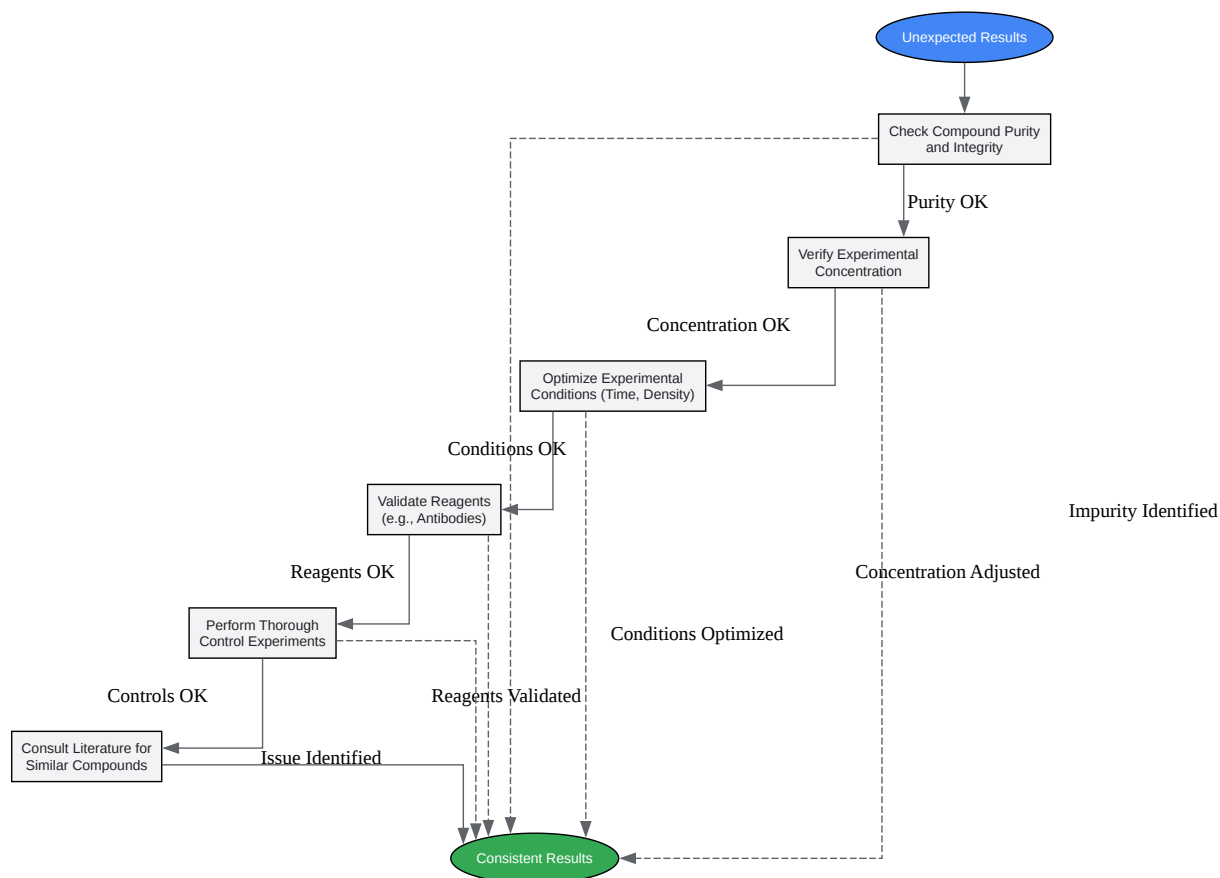 Unexpected Results
Check Compound Purity
and Integrity
Purity OK
Verify Experimental
Concentration
Concentration OK
Optimize Experimental
Conditions (Time, Density)
Conditions OK
Validate Reagents
(e.g., Antibodies)
Impurity Identified
Reagents OK
Concentration Adjusted
Perform Thorough
Control Experiments
Conditions Optimized
Controls OK
Reagents Validated
Consult Literature for
Similar Compounds
Issue Identified
Consistent Results